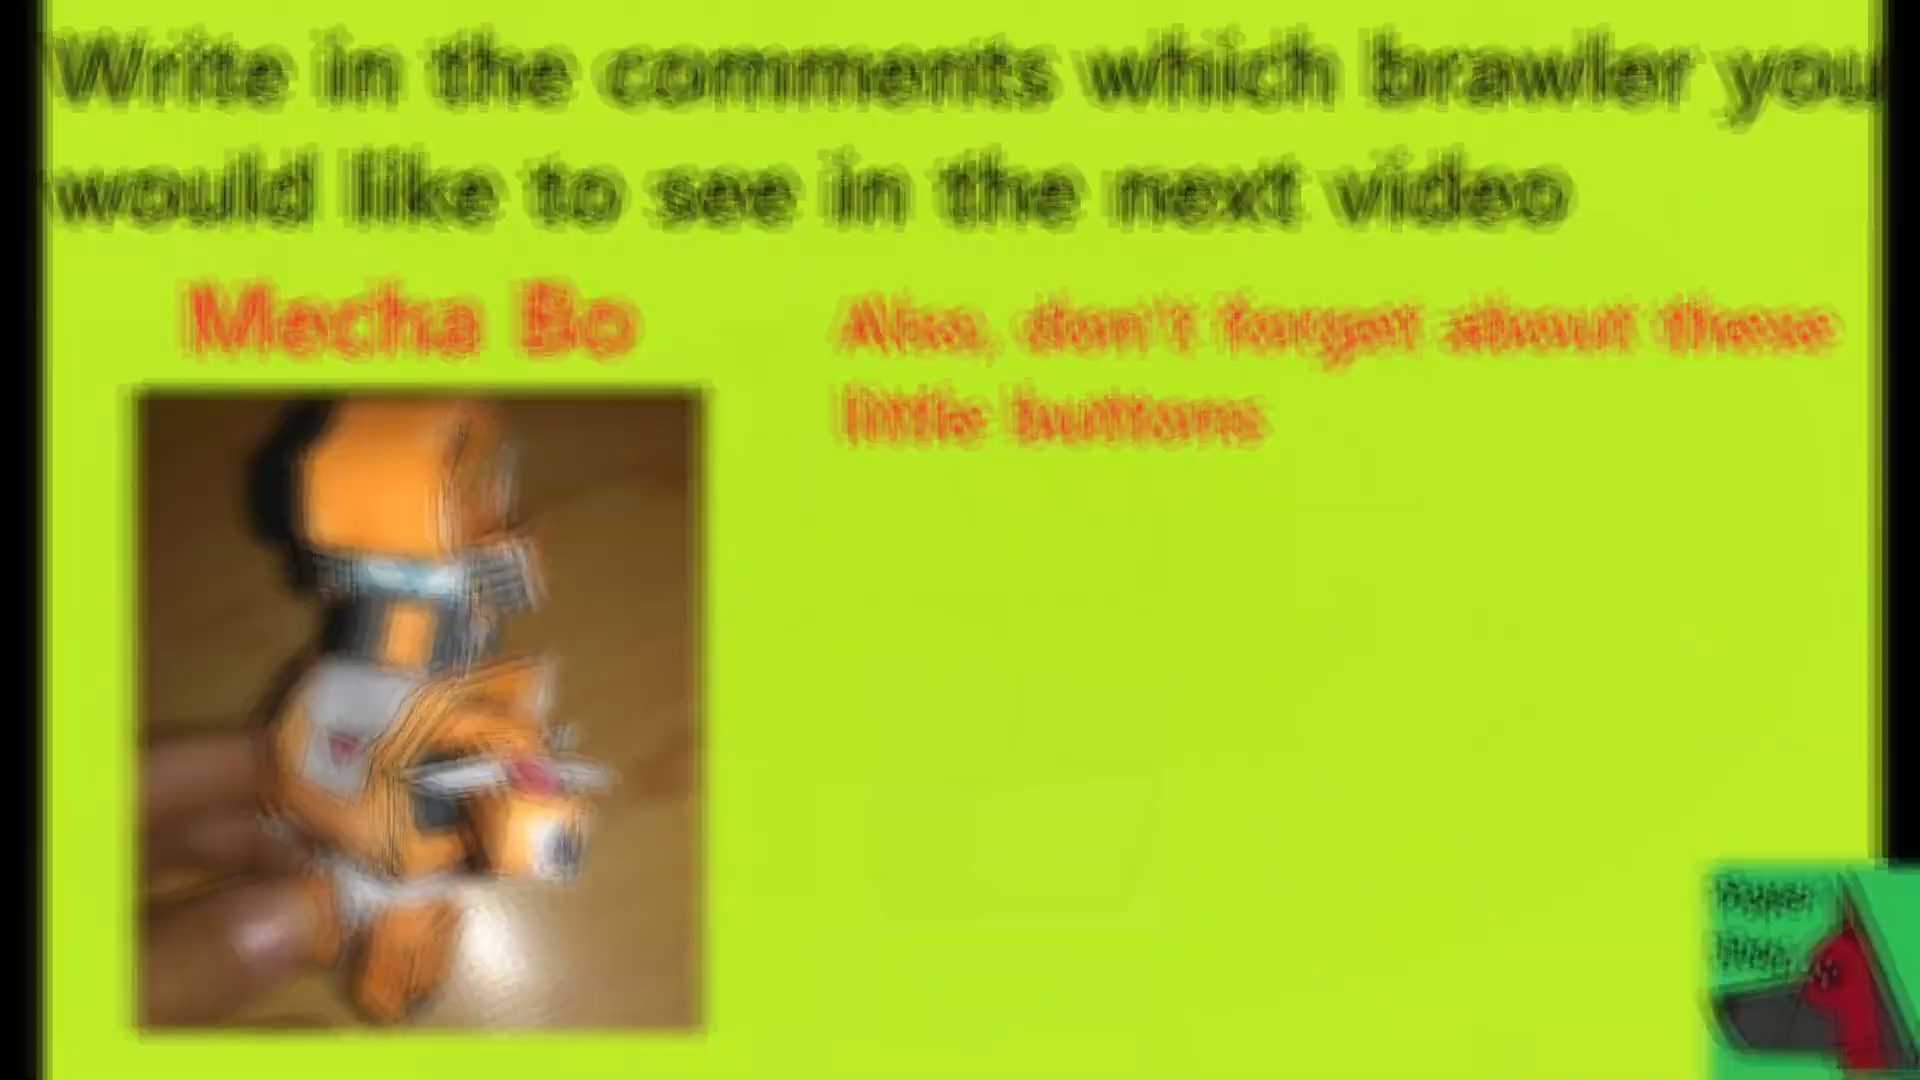 Write in the comments which brawler you
would like to see in the next video
Mecha Bo
Also, don't forget about these
little buttons